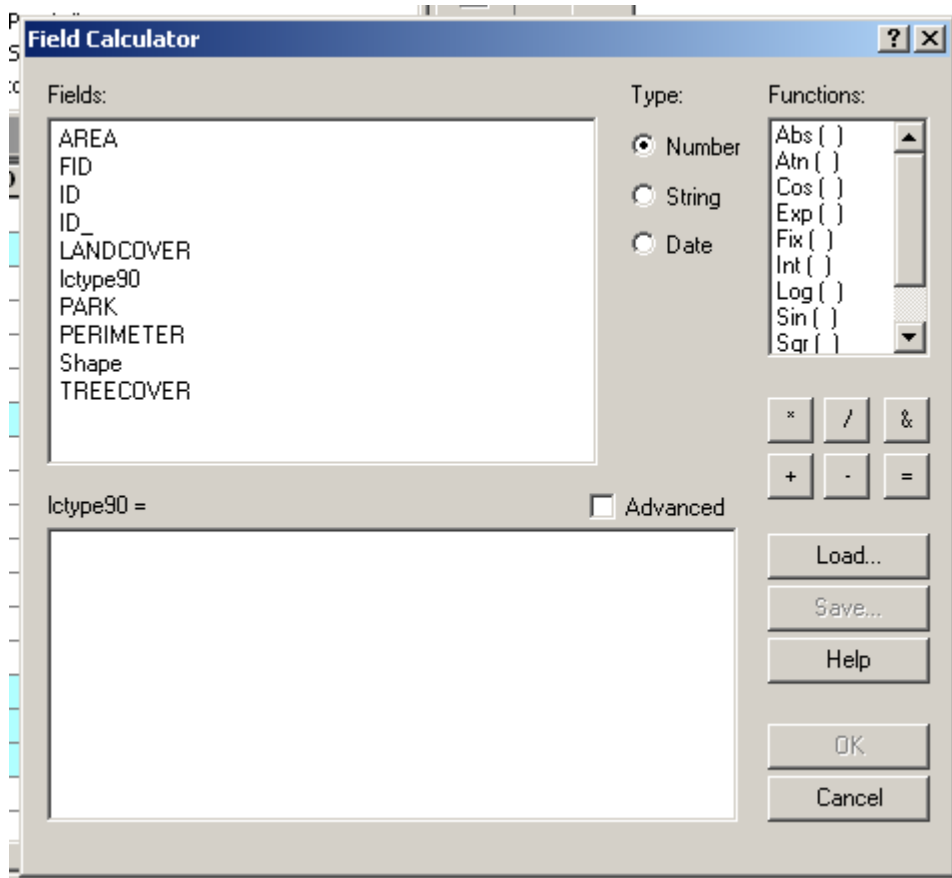 Field Calculator
Fields:
Type:
Functions:
AREA
FID
ID
ID_
LANDCOVER
lctype90
PARK
PERIMETER
Shape
TREECOVER
Number
String
Date
Abs ( )
Atn ( )
Cos ( )
Exp ( )
Fix ( )
Int ( )
Log ( )
Sin ( )
Sqr ( )
* / &
+ - =
lctype90 =
Advanced
Load...
Save...
Help
OK
Cancel